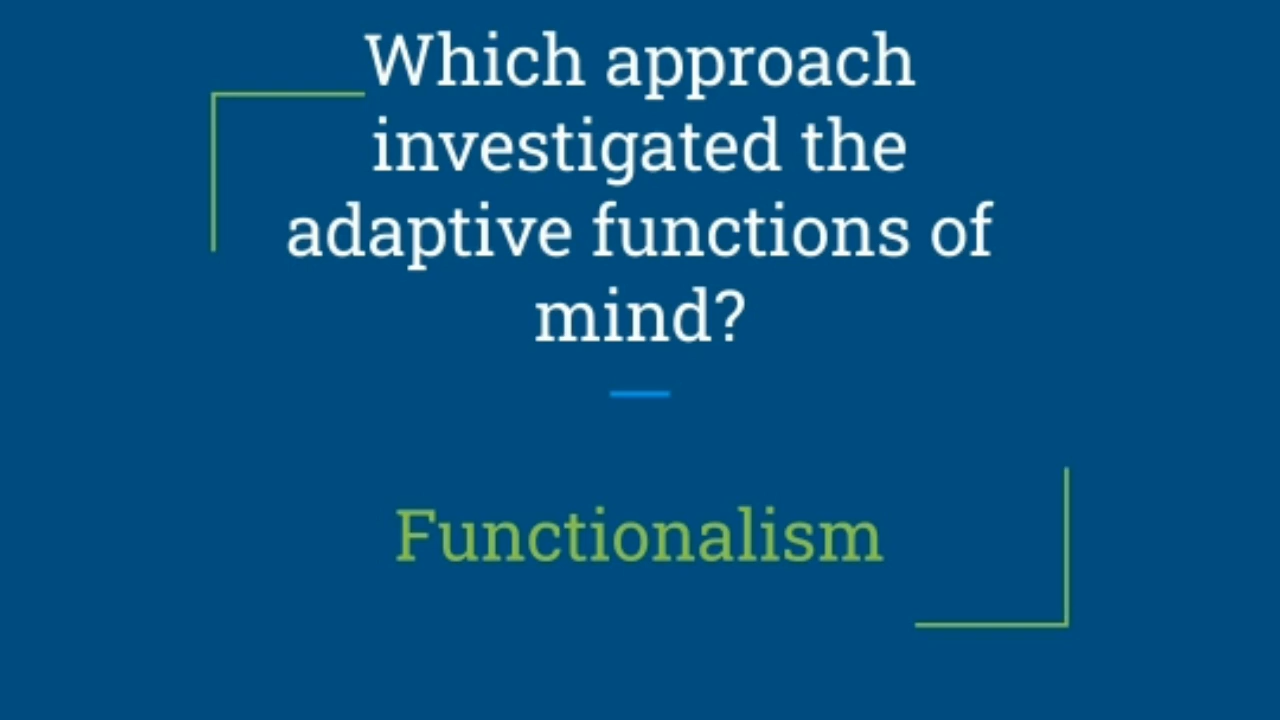 Which approach
investigated the
adaptive functions of
mind?
Functionalism